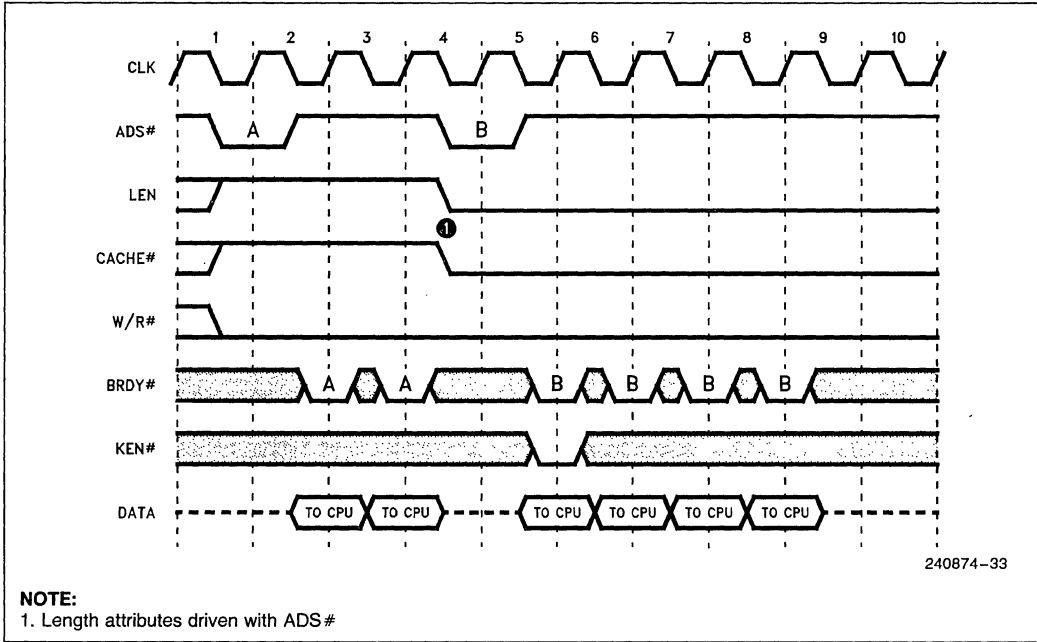 1 2 3 4 5 6 7 8 9 10
CLK
ADS# A B
LEN
1
CACHE#
W/R#
BRDY# A A B B B B
KEN#
DATA TO CPU TO CPU TO CPU TO CPU TO CPU TO CPU
240874-33
NOTE:
1. Length attributes driven with ADS#